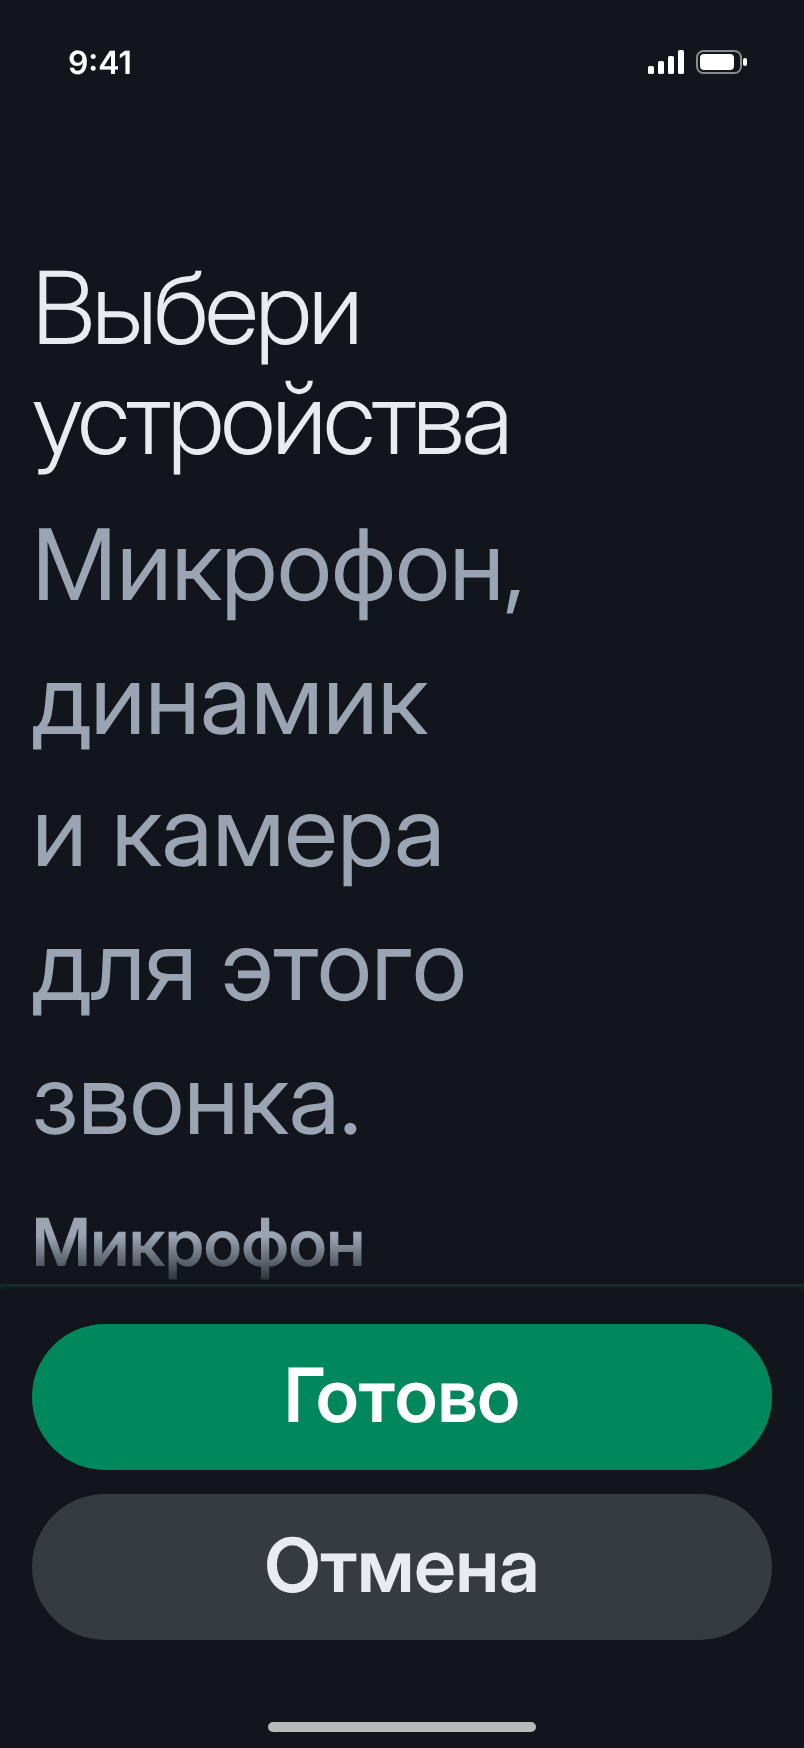 9:41
Выбери
устройства
Микрофон,
динамик
и камера
для этого
звонка.
Микрофон
Готово
Отмена